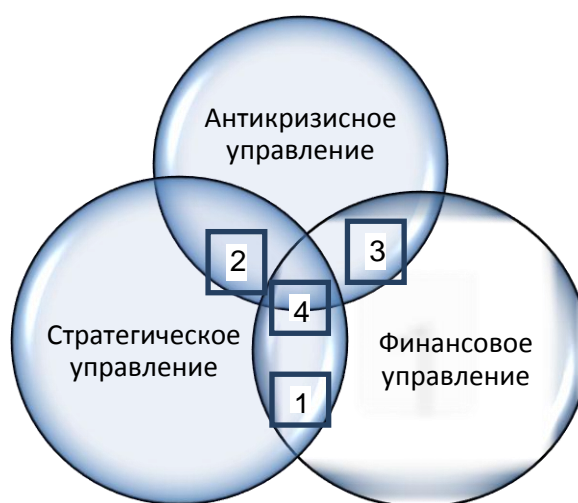 Антикризисное
управление
2
3
4
Стратегическое
управление
Финансовое
управление
1